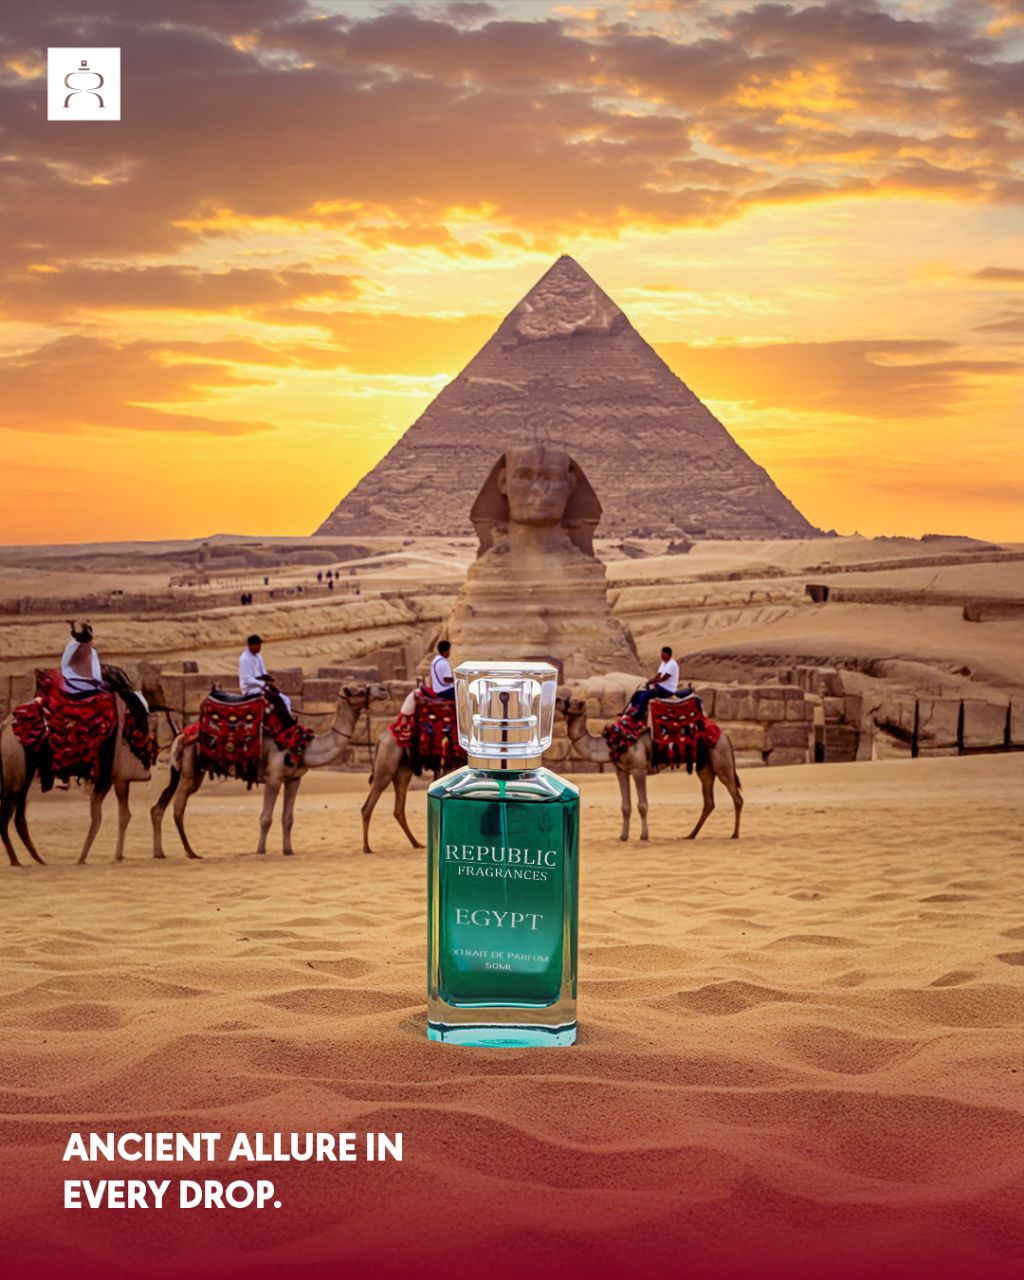 REPUBLIC
FRAGRANCES
EGYPT
XTRAIT DE PARFUM
50ML
ANCIENT ALLURE IN
EVERY DROP.